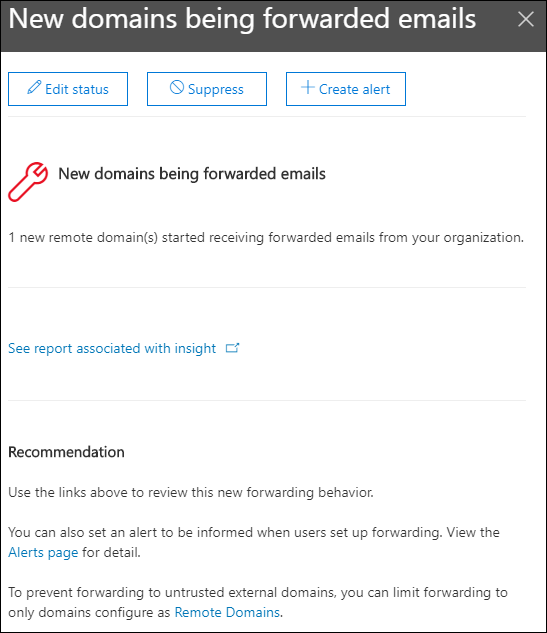 New domains being forwarded emails
Edit status
Suppress
Create alert
New domains being forwarded emails
1 new remote domain(s) started receiving forwarded emails from your organization.
See report associated with insight
Recommendation
Use the links above to review this new forwarding behavior.
You can also set an alert to be informed when users set up forwarding. View the
Alerts page for detail.
To prevent forwarding to untrusted external domains, you can limit forwarding to
only domains configure as Remote Domains.